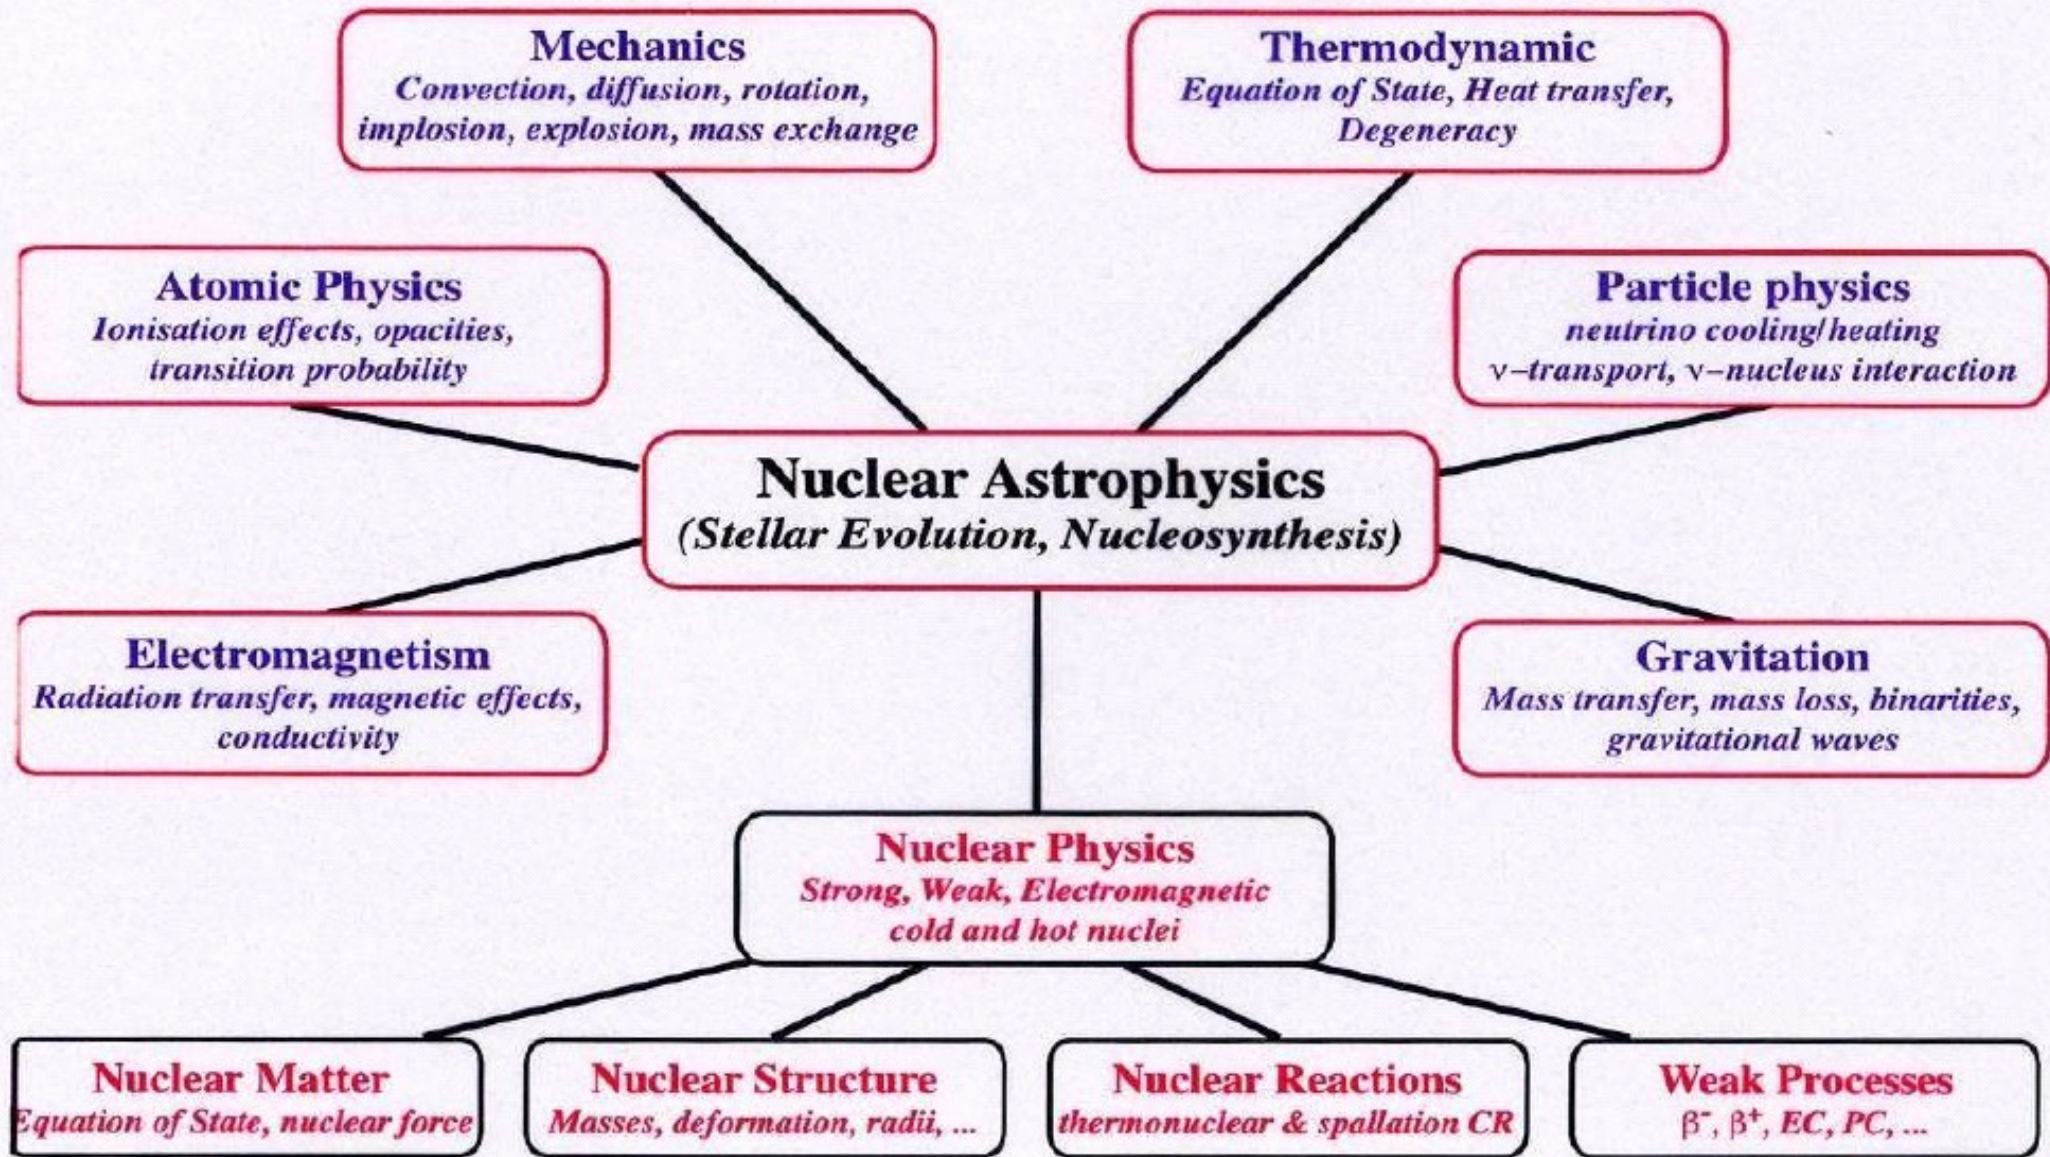 Mechanics
Convection, diffusion, rotation,
implosion, explosion, mass exchange
Thermodynamic
Equation of State, Heat transfer,
Degeneracy
Atomic Physics
Ionisation effects, opacities,
transition probability
Particle physics
neutrino cooling/heating
ν–transport, ν–nucleus interaction
Nuclear Astrophysics
(Stellar Evolution, Nucleosynthesis)
Electromagnetism
Radiation transfer, magnetic effects,
conductivity
Gravitation
Mass transfer, mass loss, binarities,
gravitational waves
Nuclear Physics
Strong, Weak, Electromagnetic
cold and hot nuclei
Nuclear Matter
Equation of State, nuclear force
Nuclear Structure
Masses, deformation, radii, ...
Nuclear Reactions
thermonuclear & spallation CR
Weak Processes
β⁻, β⁺, EC, PC, ...